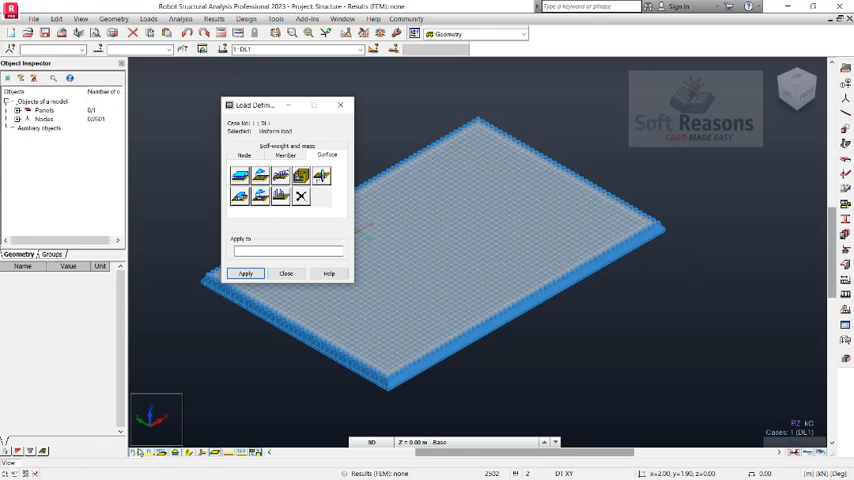 Robot Structural Analysis Professional 2023 - Project: Structure - Results (FEM): none
Type a keyword or phrase
Sign In
File Edit View Geometry Loads Analysis Results Design Tools Add-Ins Window Help Community
Geometry
1: DL1
Object Inspector
Objects Number of c
Objects of a model
Panels 0/1
Nodes 0/2501
Auxiliary objects
Load Defini...
Case No: 1 : DL1
Selected: Uniform load
Self-weight and mass
Node Member Surface
Apply to
Apply Close Help
Soft Reasons
CADD MADE EASY
Geometry Groups
Name Value Unit
PZ kG
Cases: 1 (DL1)
3D Z = 0.00 m - Base
View
Results (FEM): none 2502 2 DT XY x=2.00, y=1.90, z=0.00 0.00 [m] [kN] [Deg]